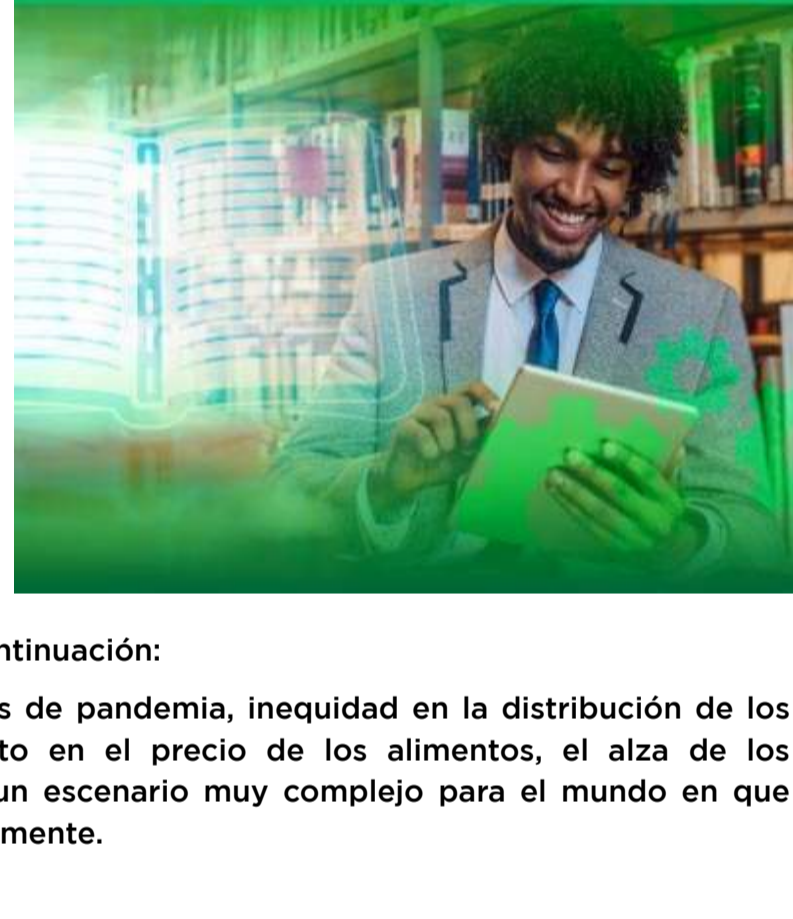 ntinuación:
s de pandemia, inequidad en la distribución de los
to en el precio de los alimentos, el alza de los
un escenario muy complejo para el mundo en que
mente.